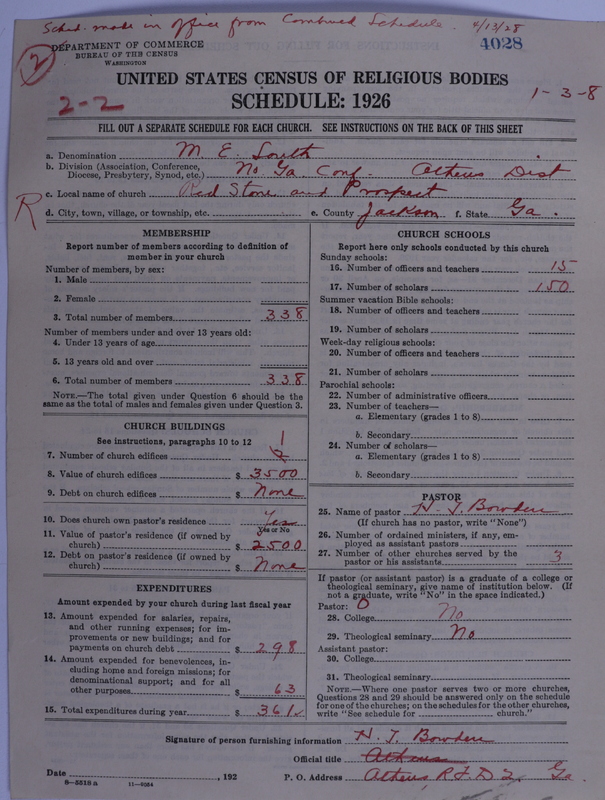 Sched. made in office from Combined Schedule. 4/13/28
4028
2
DEPARTMENT OF COMMERCE
BUREAU OF THE CENSUS
WASHINGTON
UNITED STATES CENSUS OF RELIGIOUS BODIES
2-2
SCHEDULE: 1926
1-3-8
FILL OUT A SEPARATE SCHEDULE FOR EACH CHURCH. SEE INSTRUCTIONS ON THE BACK OF THIS SHEET
a. Denomination M. E. South
b. Division (Association, Conference, Diocese, Presbytery, Synod, etc.) No. Ga. Conf. Athens Dist
c. Local name of church Red Stone and Prospect
R
d. City, town, village, or township, etc. e. County Jackson f. State Ga.
MEMBERSHIP
Report number of members according to definition of
member in your church
Number of members, by sex:
1. Male
2. Female
3. Total number of members 338
Number of members under and over 13 years old:
4. Under 13 years of age
5. 13 years old and over
6. Total number of members 338
NOTE.—The total given under Question 6 should be the
same as the total of males and females given under Question 3.
CHURCH BUILDINGS
See instructions, paragraphs 10 to 12
7. Number of church edifices 2 1
8. Value of church edifices $ 3500
9. Debt on church edifices $ None
10. Does church own pastor's residence Yes
Yes or No
11. Value of pastor's residence (if owned by
church) $ 2500
12. Debt on pastor's residence (if owned by
church) $ None
EXPENDITURES
Amount expended by your church during last fiscal year
13. Amount expended for salaries, repairs,
and other running expenses; for im-
provements or new buildings; and for
payments on church debt $ 298
14. Amount expended for benevolences, in-
cluding home and foreign missions; for
denominational support; and for all
other purposes $ 63
15. Total expenditures during year $ 361
CHURCH SCHOOLS
Report here only schools conducted by this church
Sunday schools:
16. Number of officers and teachers 15
17. Number of scholars 150
Summer vacation Bible schools:
18. Number of officers and teachers
19. Number of scholars
Week-day religious schools:
20. Number of officers and teachers
21. Number of scholars
Parochial schools:
22. Number of administrative officers
23. Number of teachers—
a. Elementary (grades 1 to 8)
b. Secondary
24. Number of scholars—
a. Elementary (grades 1 to 8)
b. Secondary
PASTOR
25. Name of pastor H. T. Bowden
(If church has no pastor, write "None")
26. Number of ordained ministers, if any, em-
ployed as assistant pastors
27. Number of other churches served by the
pastor or his assistants 3
If pastor (or assistant pastor) is a graduate of a college or
theological seminary, give name of institution below. (If
not a graduate, write "No" in the space indicated.)
Pastor: 0
28. College No
29. Theological seminary No
Assistant pastor:
30. College
31. Theological seminary
NOTE.—Where one pastor serves two or more churches,
Questions 28 and 29 should be answered only on the schedule
for one of the churches; on the schedules for the other churches,
write "See schedule for church."
Signature of person furnishing information H. T. Bowden
Official title Athens
Date , 192 P. O. Address Athens R F D 2, Ga
8-5518 a 11-9384